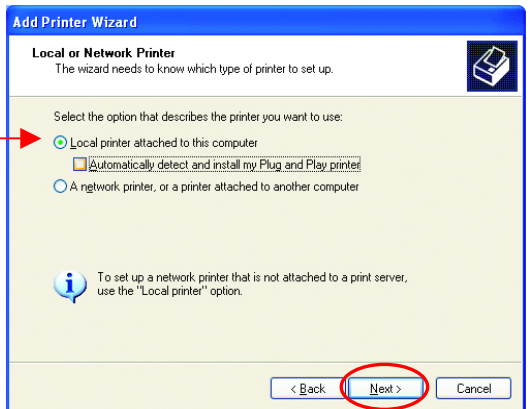 Add Printer Wizard
Local or Network Printer
The wizard needs to know which type of printer to set up.
Select the option that describes the printer you want to use:
Local printer attached to this computer
Automatically detect and install my Plug and Play printer
A network printer, or a printer attached to another computer
To set up a network printer that is not attached to a print server,
use the "Local printer" option.
< Back
Next >
Cancel